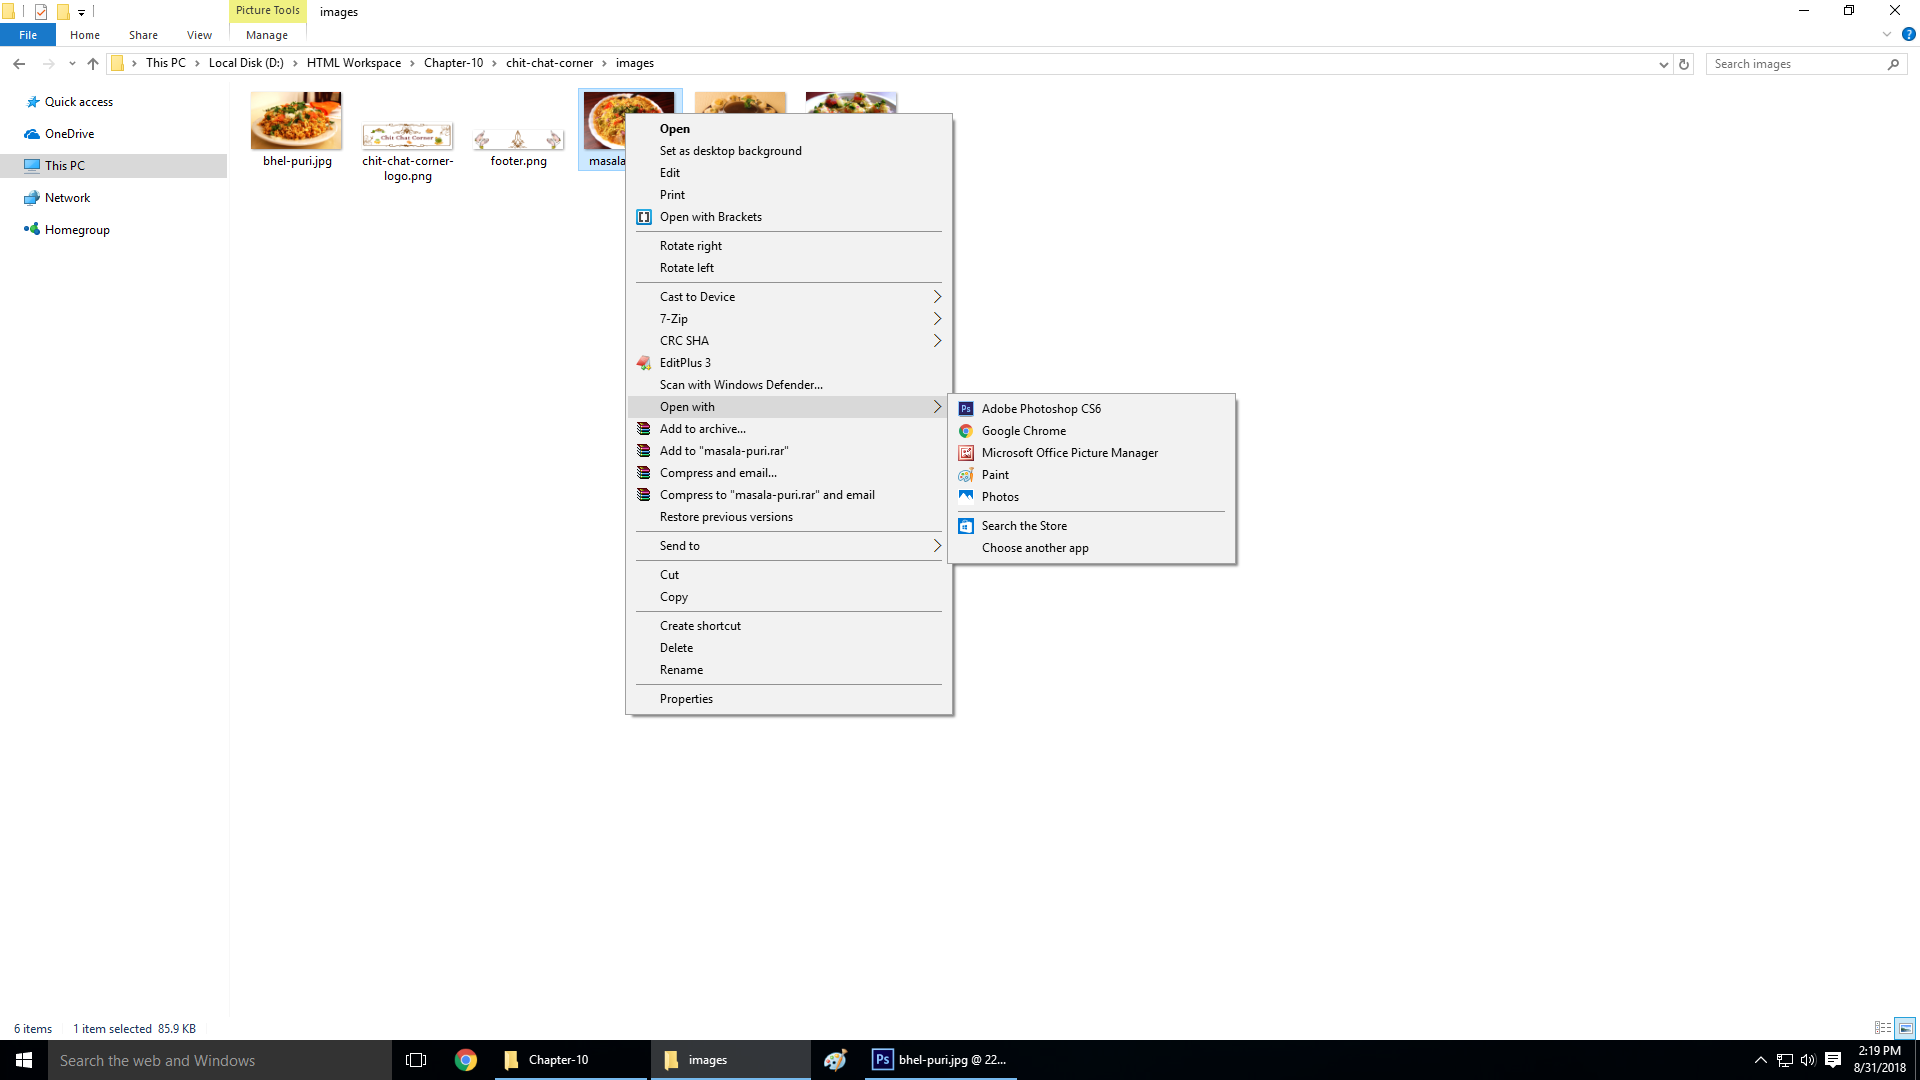 Picture Tools
images
File
Home
Share
View
Manage
This PC
Local Disk (D:)
HTML Workspace
Chapter-10
chit-chat-corner
images
Search images
Quick access
OneDrive
This PC
Network
Homegroup
bhel-puri.jpg
Chit Chat Corner
chit-chat-corner-
logo.png
footer.png
masala
Open
Set as desktop background
Edit
Print
Open with Brackets
Rotate right
Rotate left
Cast to Device
7-Zip
CRC SHA
EditPlus 3
Scan with Windows Defender...
Open with
Add to archive...
Add to "masala-puri.rar"
Compress and email...
Compress to "masala-puri.rar" and email
Restore previous versions
Send to
Cut
Copy
Create shortcut
Delete
Rename
Properties
Ps
Adobe Photoshop CS6
Google Chrome
Microsoft Office Picture Manager
Paint
Photos
Search the Store
Choose another app
6 items
1 item selected 85.9 KB
Search the web and Windows
Chapter-10
images
Ps
bhel-puri.jpg @ 22...
2:19 PM
8/31/2018